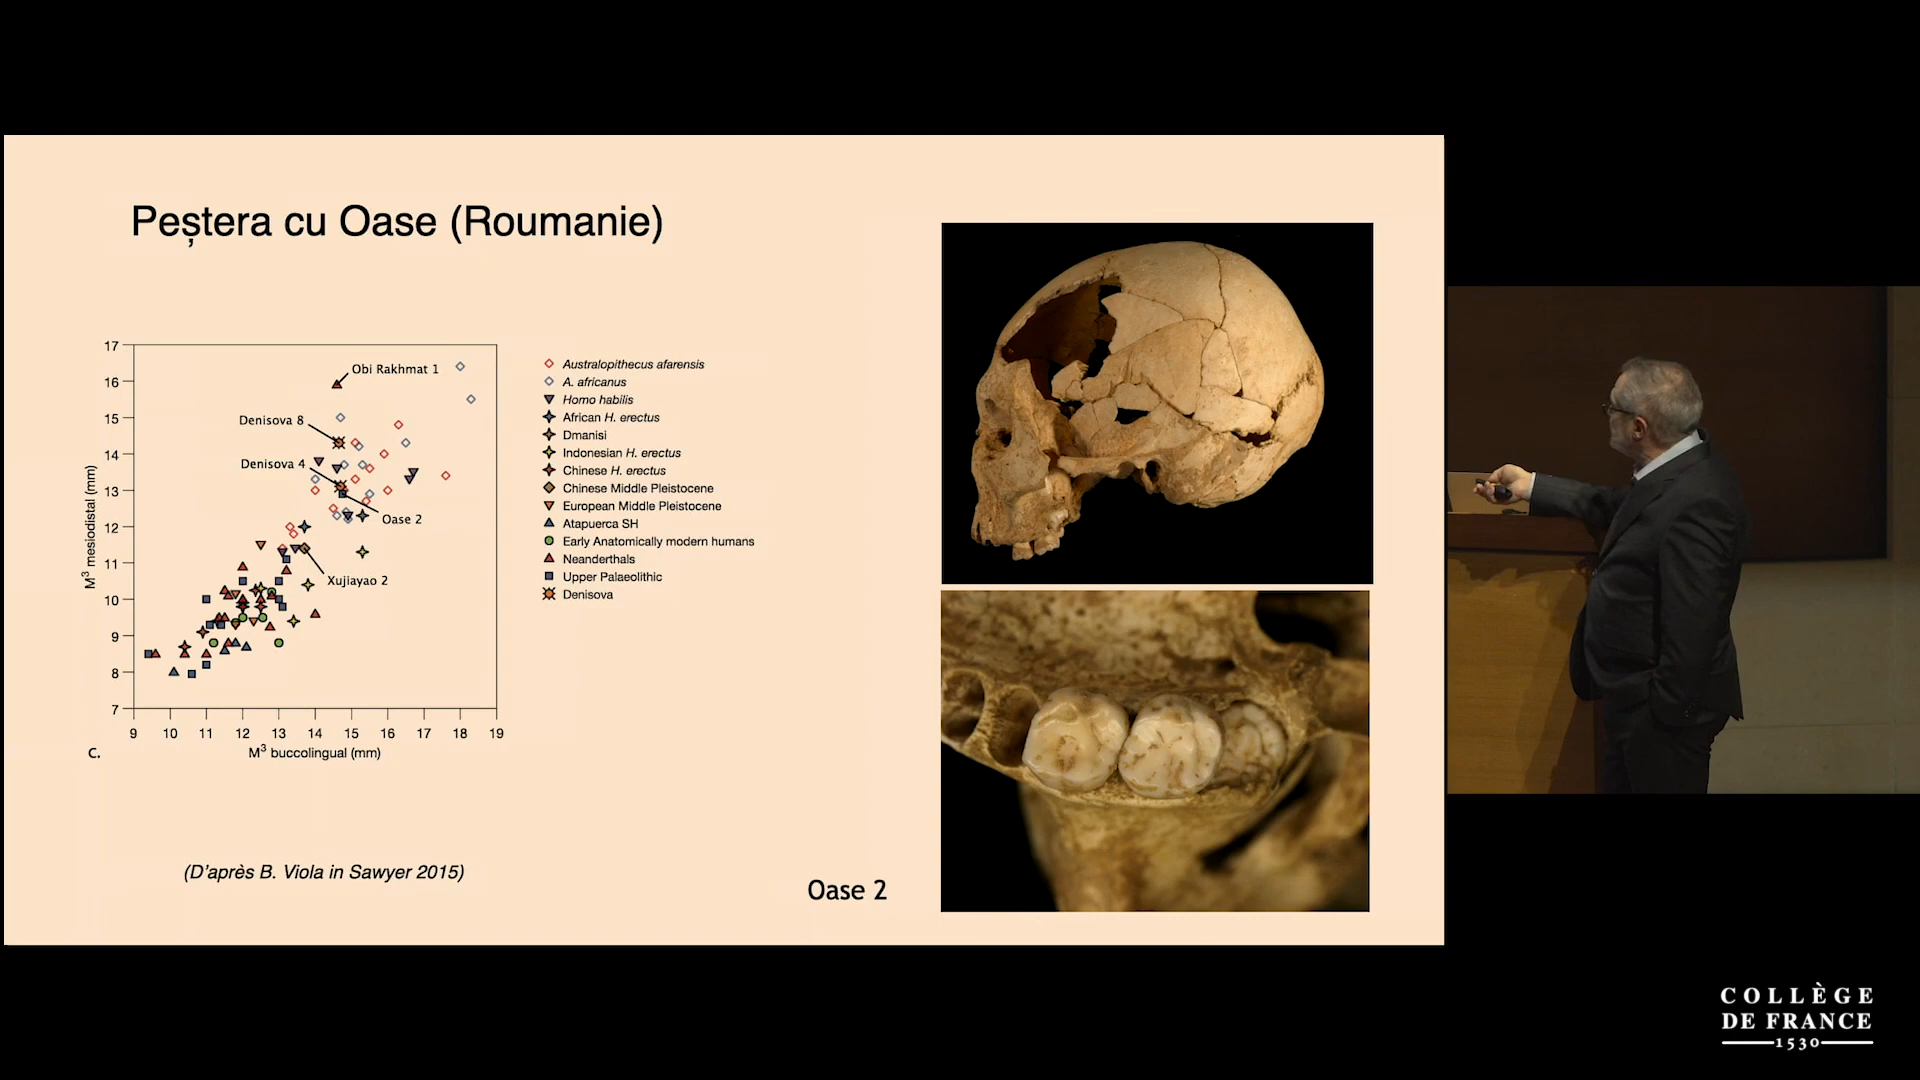 Peștera cu Oase (Roumanie)
17
16
15
14
13
12
11
10
9
8
7
M³ mesiodistal (mm)
Obi Rakhmat 1
Denisova 8
Denisova 4
Oase 2
Xujiayao 2
9 10 11 12 13 14 15 16 17 18 19
M³ buccolingual (mm)
C.
Australopithecus afarensis
A. africanus
Homo habilis
African H. erectus
Dmanisi
Indonesian H. erectus
Chinese H. erectus
Chinese Middle Pleistocene
European Middle Pleistocene
Atapuerca SH
Early Anatomically modern humans
Neanderthals
Upper Palaeolithic
Denisova
(D'après B. Viola in Sawyer 2015)
Oase 2
COLLÈGE
DE FRANCE
1530